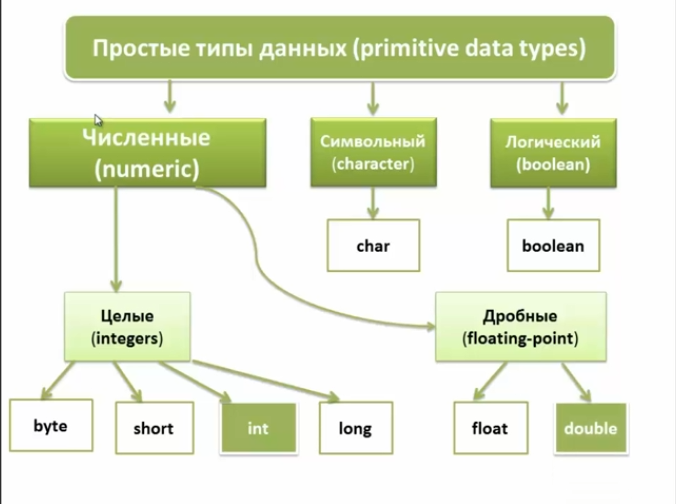 Простые типы данных (primitive data types)
Численные
(numeric)
Символьный
(character)
Логический
(boolean)
char
boolean
Целые
(integers)
Дробные
(floating-point)
byte
short
int
long
float
double